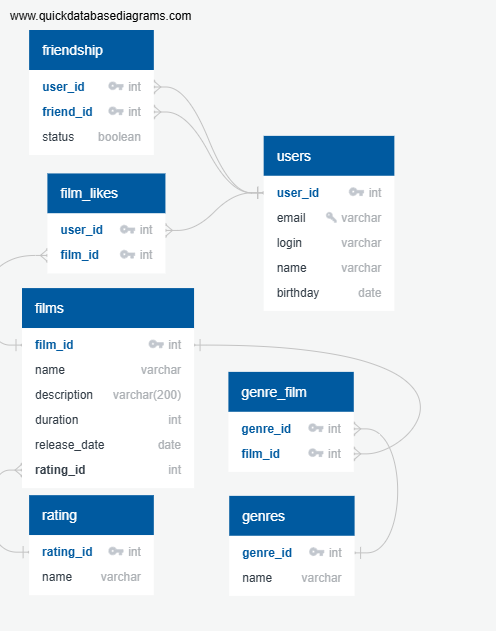 www.quickdatabasediagrams.com
friendship
user_id int
friend_id int
status boolean
users
user_id int
email varchar
login varchar
name varchar
birthday date
film_likes
user_id int
film_id int
films
film_id int
name varchar
description varchar(200)
duration int
release_date date
rating_id int
genre_film
genre_id int
film_id int
rating
rating_id int
name varchar
genres
genre_id int
name varchar